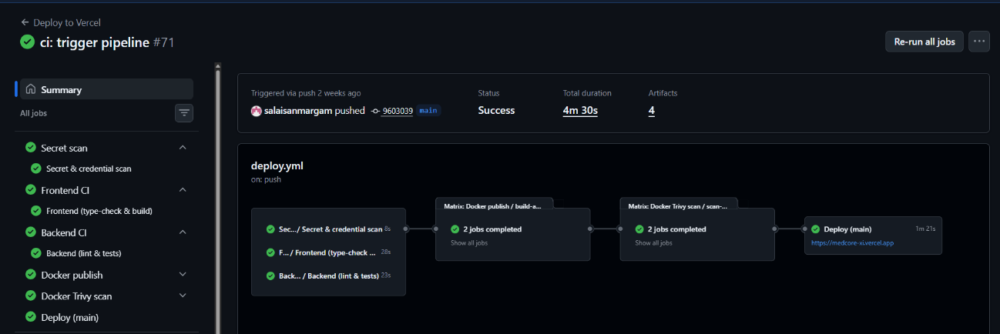 ← Deploy to Vercel
ci: trigger pipeline #71
Re-run all jobs
Summary
All jobs
Secret scan
Secret & credential scan
Frontend CI
Frontend (type-check & build)
Backend CI
Backend (lint & tests)
Docker publish
Docker Trivy scan
Deploy (main)
Triggered via push 2 weeks ago
salaisanmargam pushed 9603039 main
Status
Success
Total duration
4m 30s
Artifacts
4
deploy.yml
on: push
Sec.../ Secret & credential scan 8s
F... / Frontend (type-check ... 28s
Back... / Backend (lint & tests) 23s
Matrix: Docker publish / build-a...
2 jobs completed
Show all jobs
Matrix: Docker Trivy scan / scan-...
2 jobs completed
Show all jobs
Deploy (main) 1m 21s
https://medcore-xi.vercel.app